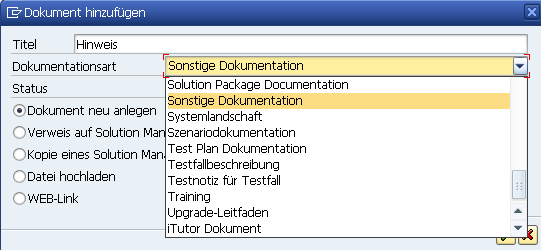 Dokument hinzufügen
Titel Hinweis
Dokumentationsart Sonstige Dokumentation
Status
Solution Package Documentation
Sonstige Dokumentation
Dokument neu anlegen
Systemlandschaft
Szenariodokumentation
Verweis auf Solution Man
Test Plan Dokumentation
Kopie eines Solution Mana
Testfallbeschreibung
Datei hochladen
Testnotiz für Testfall
WEB-Link
Training
Upgrade-Leitfaden
iTutor Dokument